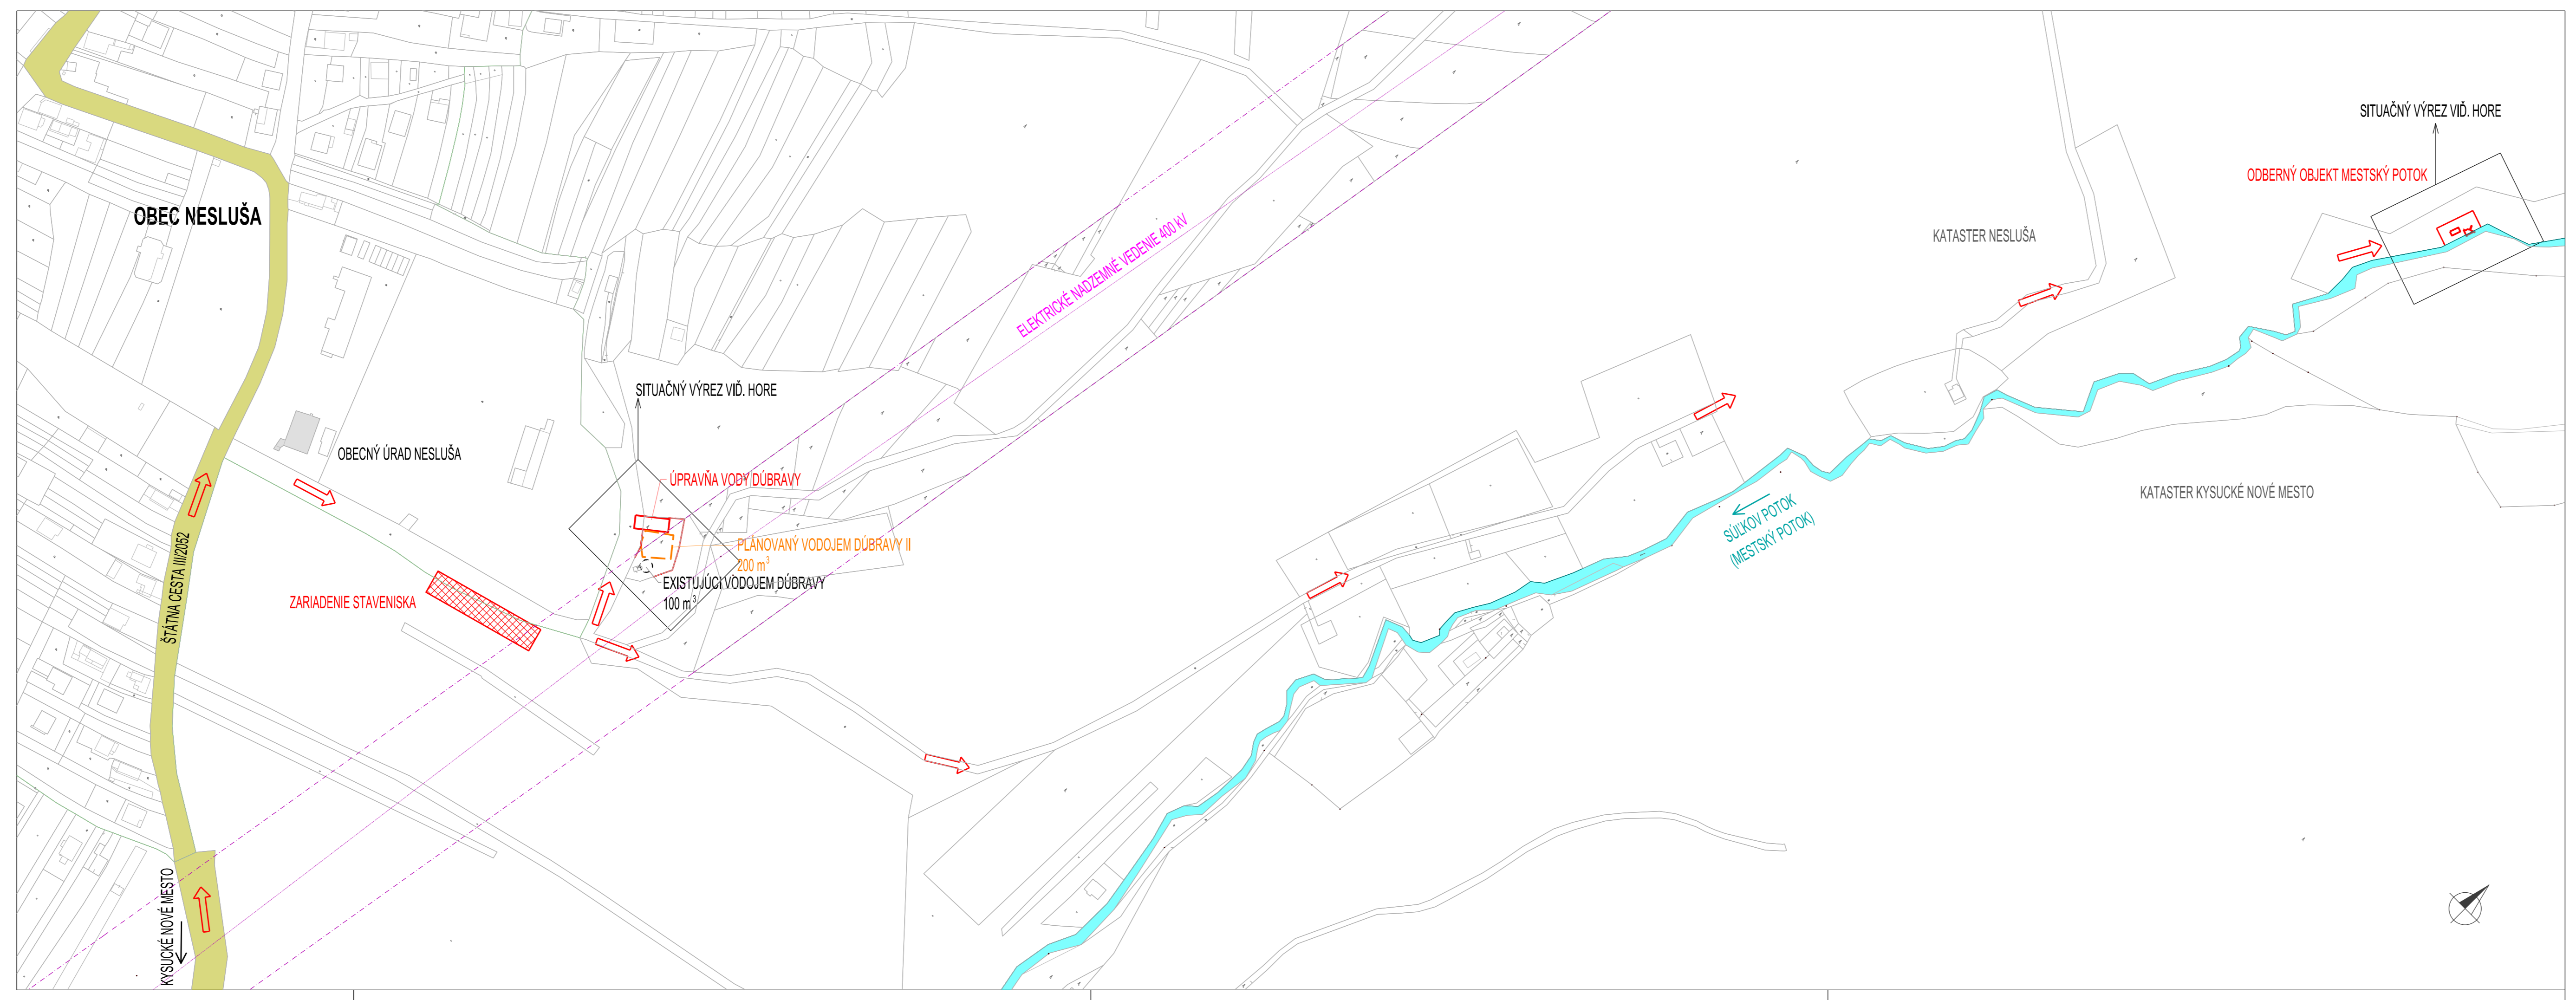 SITUAČNÝ VÝREZ VIĎ. HORE
ODBERNÝ OBJEKT MESTSKÝ POTOK
OBEC NESLUŠA
KATASTER NESLUŠA
ELEKTRICKÉ NADZEMNÉ VEDENIE 400 kV
SITUAČNÝ VÝREZ VIĎ. HORE
OBECNÝ ÚRAD NESLUŠA
ÚPRAVŇA VODY DÚBRAVY
KATASTER KYSUCKÉ NOVÉ MESTO
SÚĽKOV POTOK
(MESTSKÝ POTOK)
PLÁNOVANÝ VODOJEM DÚBRAVY II
200 m³
EXISTUJÚCI VODOJEM DÚBRAVY
100 m³
ZARIADENIE STAVENISKA
ŠTÁTNA CESTA III/2052
KYSUCKÉ NOVÉ MESTO